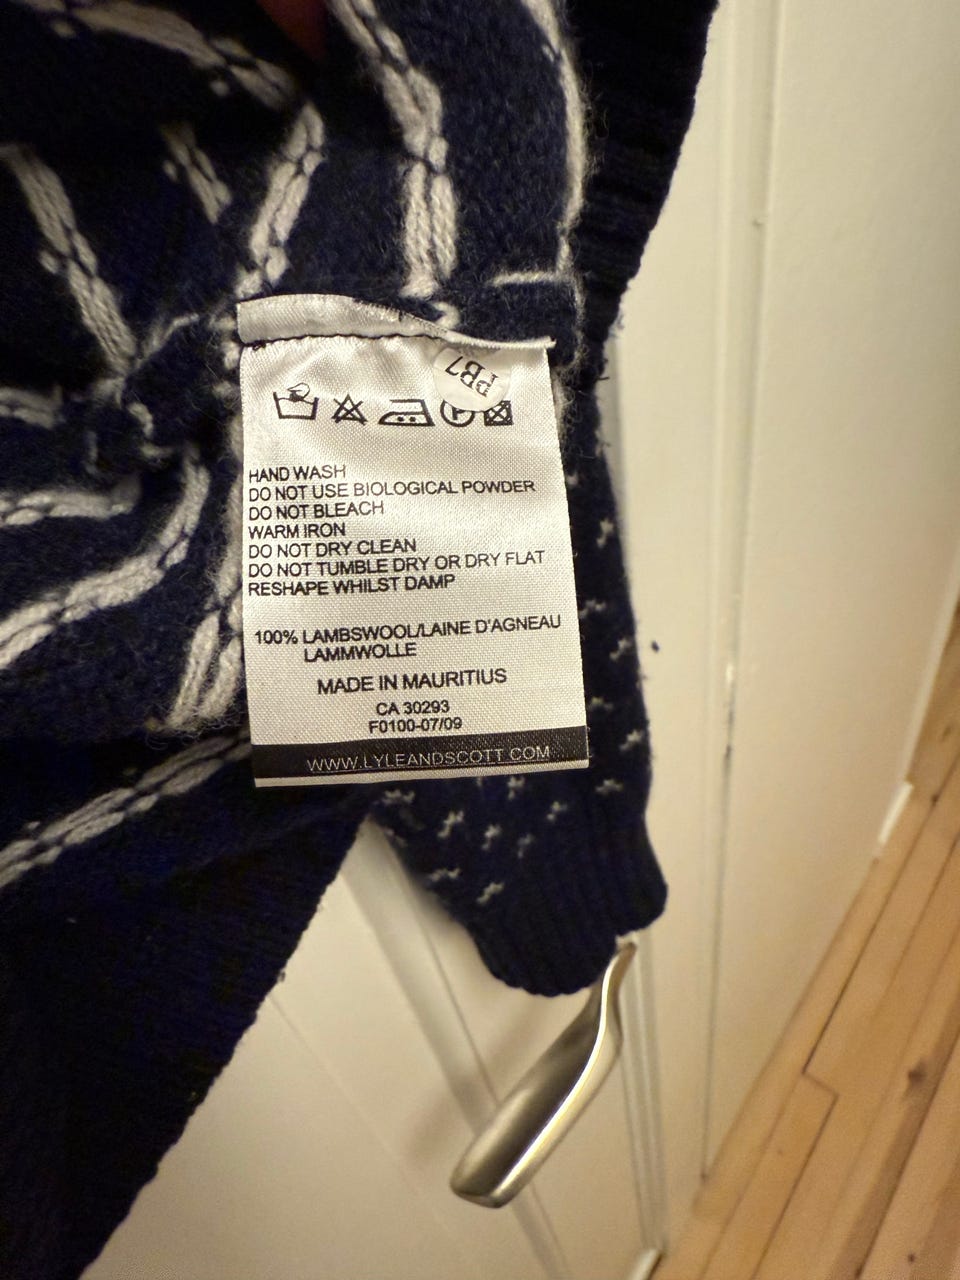 PB7
HAND WASH
DO NOT USE BIOLOGICAL POWDER
DO NOT BLEACH
WARM IRON
DO NOT DRY CLEAN
DO NOT TUMBLE DRY OR DRY FLAT
RESHAPE WHILST DAMP
100% LAMBSWOOL/LAINE D'AGNEAU
LAMMWOLLE
MADE IN MAURITIUS
CA 30293
F0100-07/09
WWW.LYLEANDSCOTT.COM